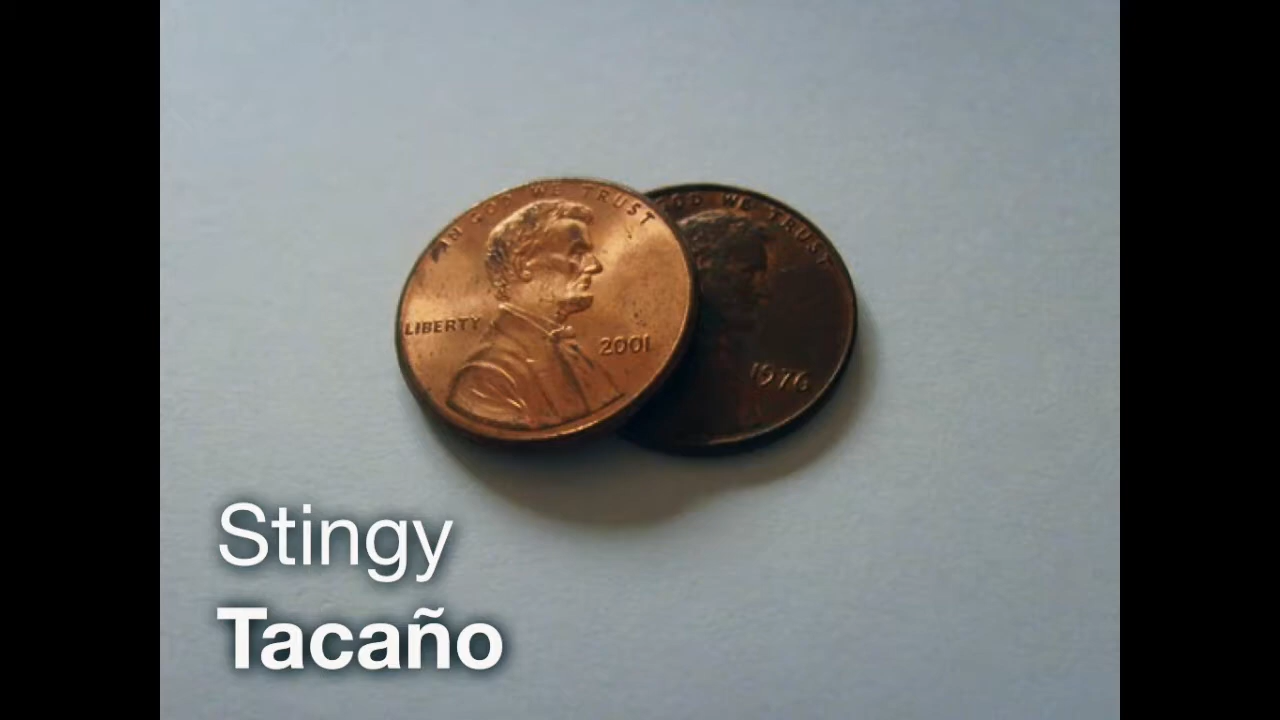 IN GOD WE TRUST
LIBERTY
2001
GOD WE TRUST
1976
Stingy
Tacaño